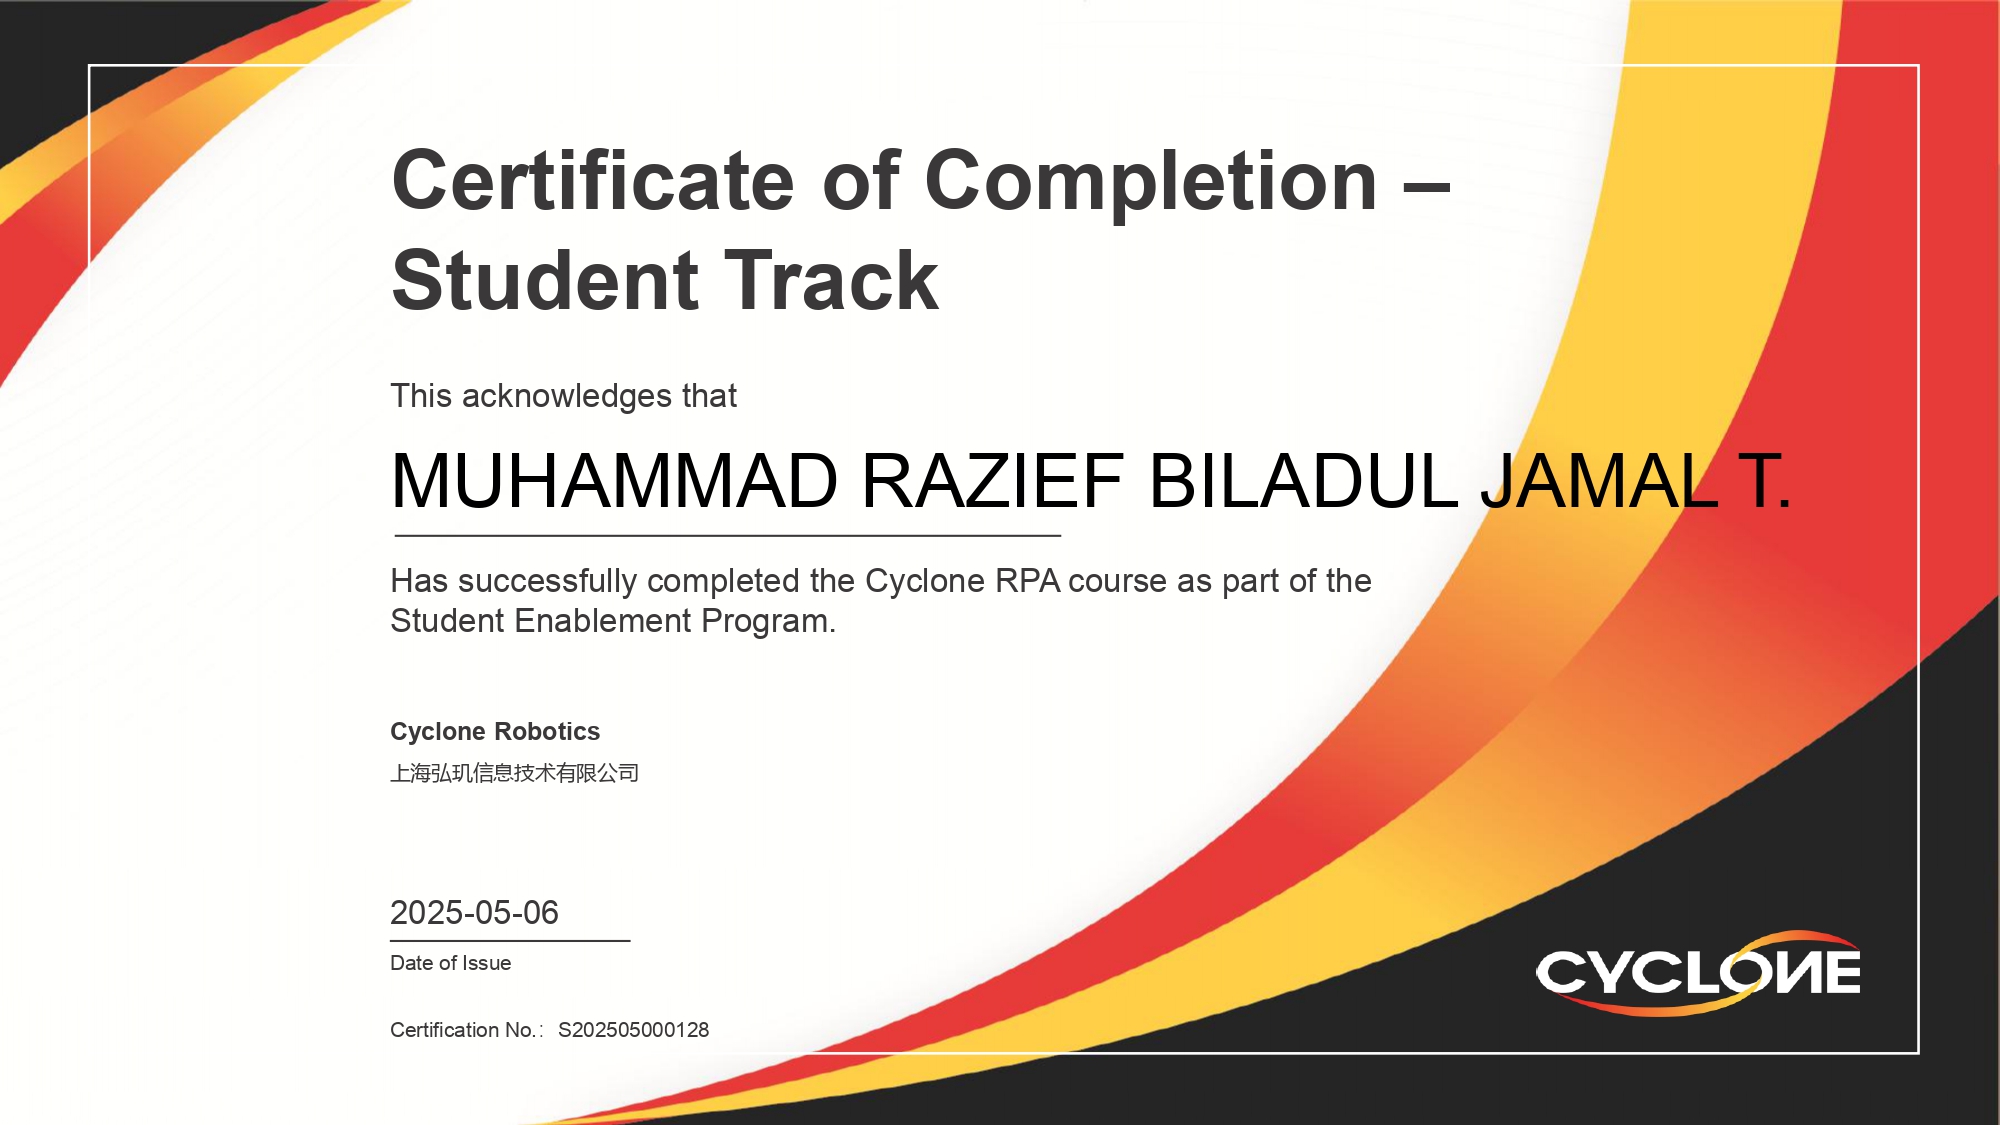 Certificate of Completion –
Student Track
This acknowledges that
MUHAMMAD RAZIEF BILADUL JAMAL T.
Has successfully completed the Cyclone RPA course as part of the
Student Enablement Program.
Cyclone Robotics
上海弘玑信息技术有限公司
2025-05-06
Date of Issue
CYCLONE
Certification No.： S202505000128